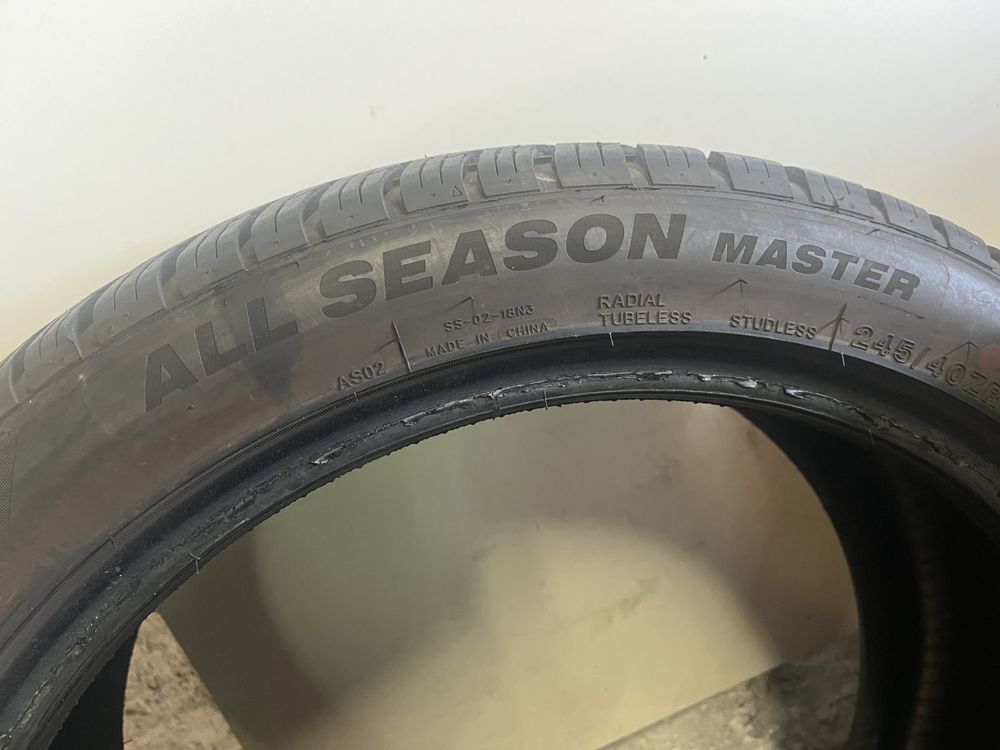 ALL SEASON MASTER
AS02
SS-02-18N3
MADE IN CHINA
RADIAL
TUBELESS
STUDLESS
245/40Z